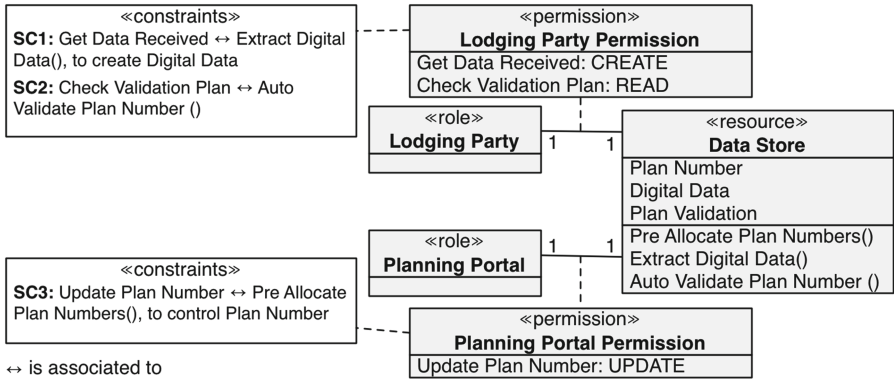 «constraints»
SC1: Get Data Received ↔ Extract Digital
Data(), to create Digital Data
SC2: Check Validation Plan ↔ Auto
Validate Plan Number ()
«permission»
Lodging Party Permission
Get Data Received: CREATE
Check Validation Plan: READ
«role»
Lodging Party
1
1
«resource»
Data Store
Plan Number
Digital Data
Plan Validation
Pre Allocate Plan Numbers()
Extract Digital Data()
Auto Validate Plan Number ()
«role»
Planning Portal
1
1
«constraints»
SC3: Update Plan Number ↔ Pre Allocate
Plan Numbers(), to control Plan Number
«permission»
Planning Portal Permission
Update Plan Number: UPDATE
↔ is associated to